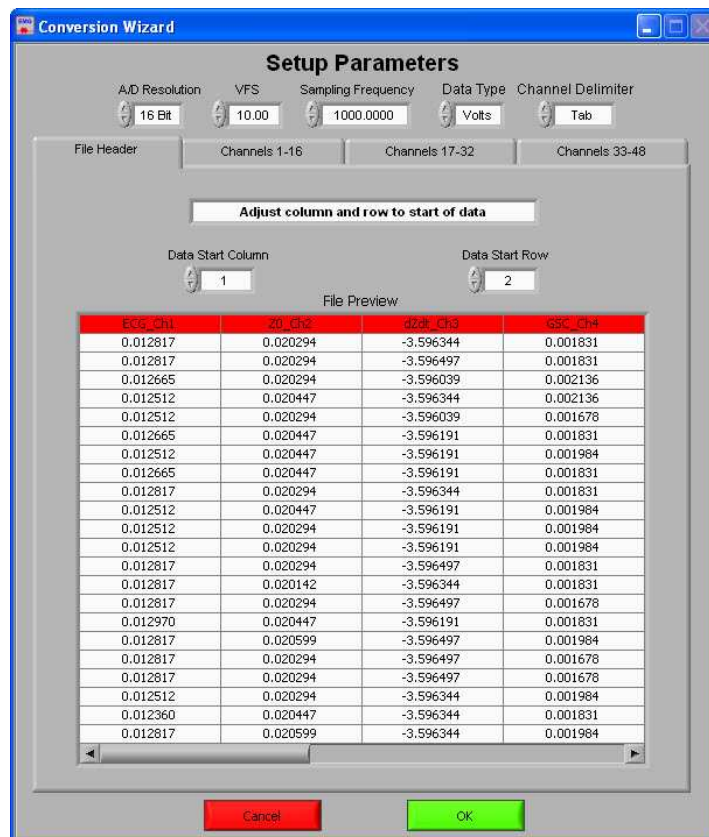 Conversion Wizard
Setup Parameters
A/D Resolution VFS Sampling Frequency Data Type Channel Delimiter
16 Bit 10.00 1000.0000 Volts Tab
File Header Channels 1-16 Channels 17-32 Channels 33-48
Adjust column and row to start of data
Data Start Column Data Start Row
1 2
File Preview
ECG_Ch1 Z0_Ch2 dZdt_Ch3 GSC_Ch4
0.012817 0.020294 -3.596344 0.001831
0.012817 0.020294 -3.596497 0.001831
0.012665 0.020294 -3.596039 0.002136
0.012512 0.020447 -3.596344 0.002136
0.012512 0.020294 -3.596039 0.001678
0.012665 0.020447 -3.596191 0.001831
0.012512 0.020447 -3.596191 0.001984
0.012665 0.020447 -3.596191 0.001831
0.012817 0.020294 -3.596344 0.001831
0.012512 0.020447 -3.596191 0.001984
0.012512 0.020294 -3.596191 0.001984
0.012512 0.020294 -3.596191 0.001984
0.012817 0.020294 -3.596497 0.001831
0.012817 0.020142 -3.596344 0.001831
0.012817 0.020294 -3.596497 0.001678
0.012970 0.020447 -3.596191 0.001831
0.012817 0.020599 -3.596497 0.001984
0.012817 0.020294 -3.596497 0.001678
0.012817 0.020294 -3.596497 0.001678
0.012512 0.020294 -3.596344 0.001984
0.012360 0.020447 -3.596344 0.001831
0.012817 0.020599 -3.596344 0.001984
Cancel OK